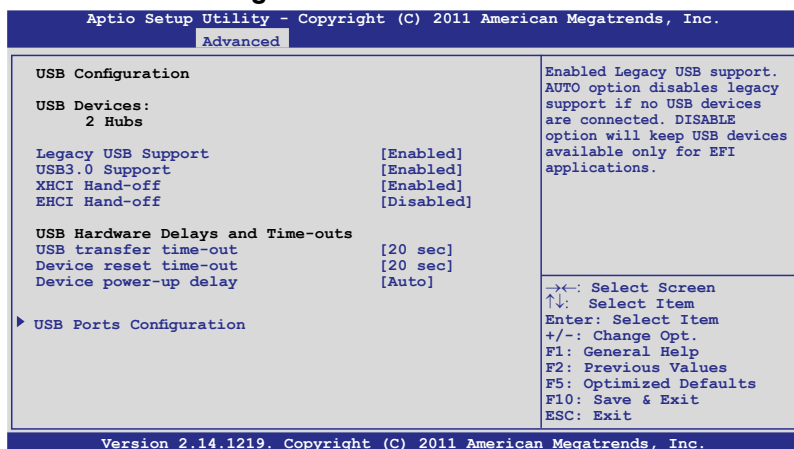 Aptio Setup Utility - Copyright (C) 2011 American Megatrends, Inc.
Advanced
USB Configuration
USB Devices:
2 Hubs
Legacy USB Support [Enabled]
USB3.0 Support [Enabled]
XHCI Hand-off [Enabled]
EHCI Hand-off [Disabled]
USB Hardware Delays and Time-outs
USB transfer time-out [20 sec]
Device reset time-out [20 sec]
Device power-up delay [Auto]
USB Ports Configuration
Enabled Legacy USB support.
AUTO option disables legacy
support if no USB devices
are connected. DISABLE
option will keep USB devices
available only for EFI
applications.
→←: Select Screen
↑↓: Select Item
Enter: Select Item
+/-: Change Opt.
F1: General Help
F2: Previous Values
F5: Optimized Defaults
F10: Save & Exit
ESC: Exit
Version 2.14.1219. Copyright (C) 2011 American Megatrends, Inc.